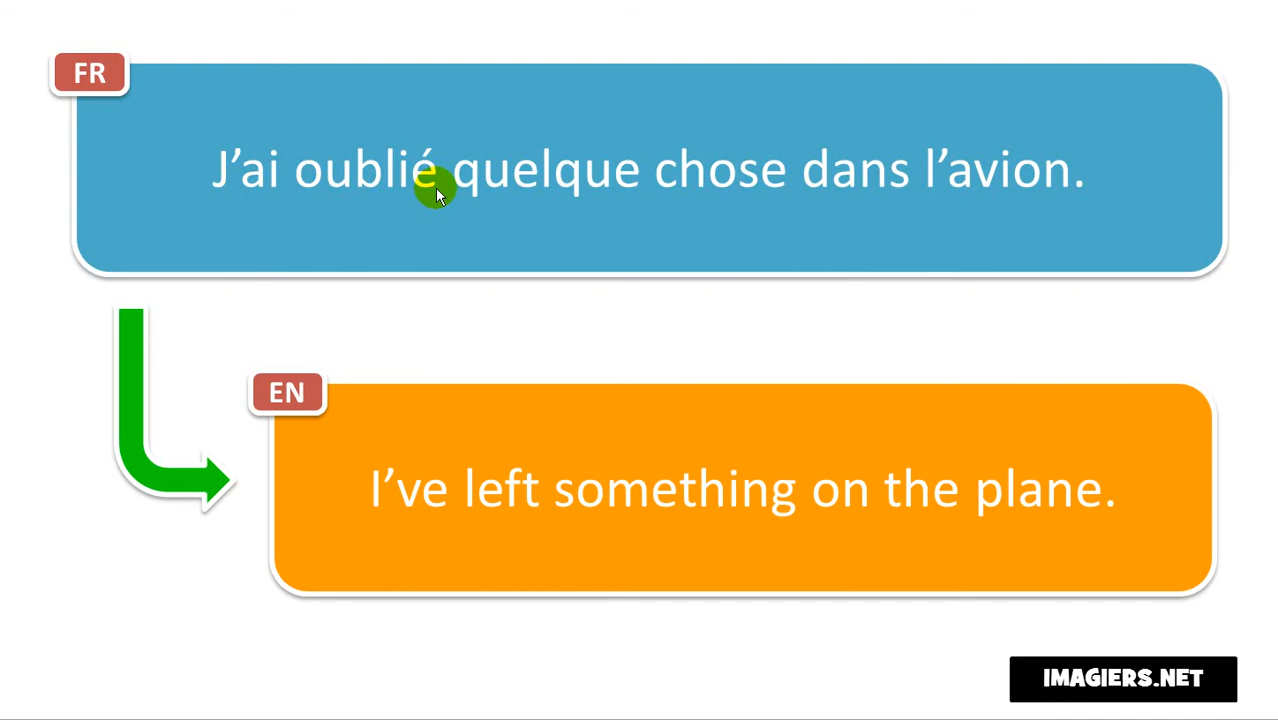 FR
J’ai oublié quelque chose dans l’avion.
EN
I’ve left something on the plane.
IMAGIERS.NET